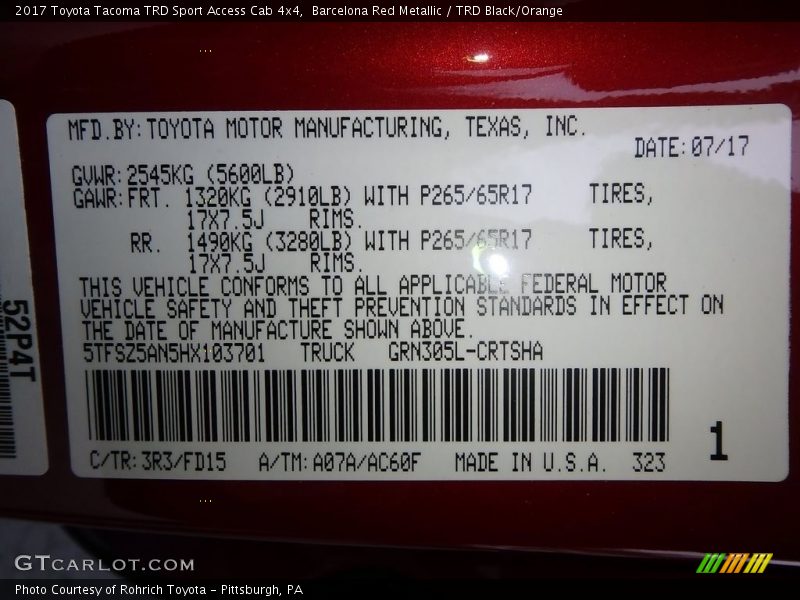 2017 Toyota Tacoma TRD Sport Access Cab 4x4,  Barcelona Red Metallic / TRD Black/Orange
MFD.BY:TOYOTA MOTOR MANUFACTURING, TEXAS, INC.
DATE:07/17
GVWR:2545KG (5600LB)
GAWR:FRT. 1320KG (2910LB) WITH P265/65R17 TIRES,
17X7.5J RIMS.
RR. 1490KG (3280LB) WITH P265/65R17 TIRES,
17X7.5J RIMS.
THIS VEHICLE CONFORMS TO ALL APPLICABLE FEDERAL MOTOR
VEHICLE SAFETY AND THEFT PREVENTION STANDARDS IN EFFECT ON
THE DATE OF MANUFACTURE SHOWN ABOVE.
5TFSZ5AN5HX103701 TRUCK GRN305L-CRTSHA
52P4T
1
C/TR:3R3/FD15 A/TM:A07A/AC60F MADE IN U.S.A. 323
GTCARLOT.COM
Photo Courtesy of Rohrich Toyota - Pittsburgh, PA